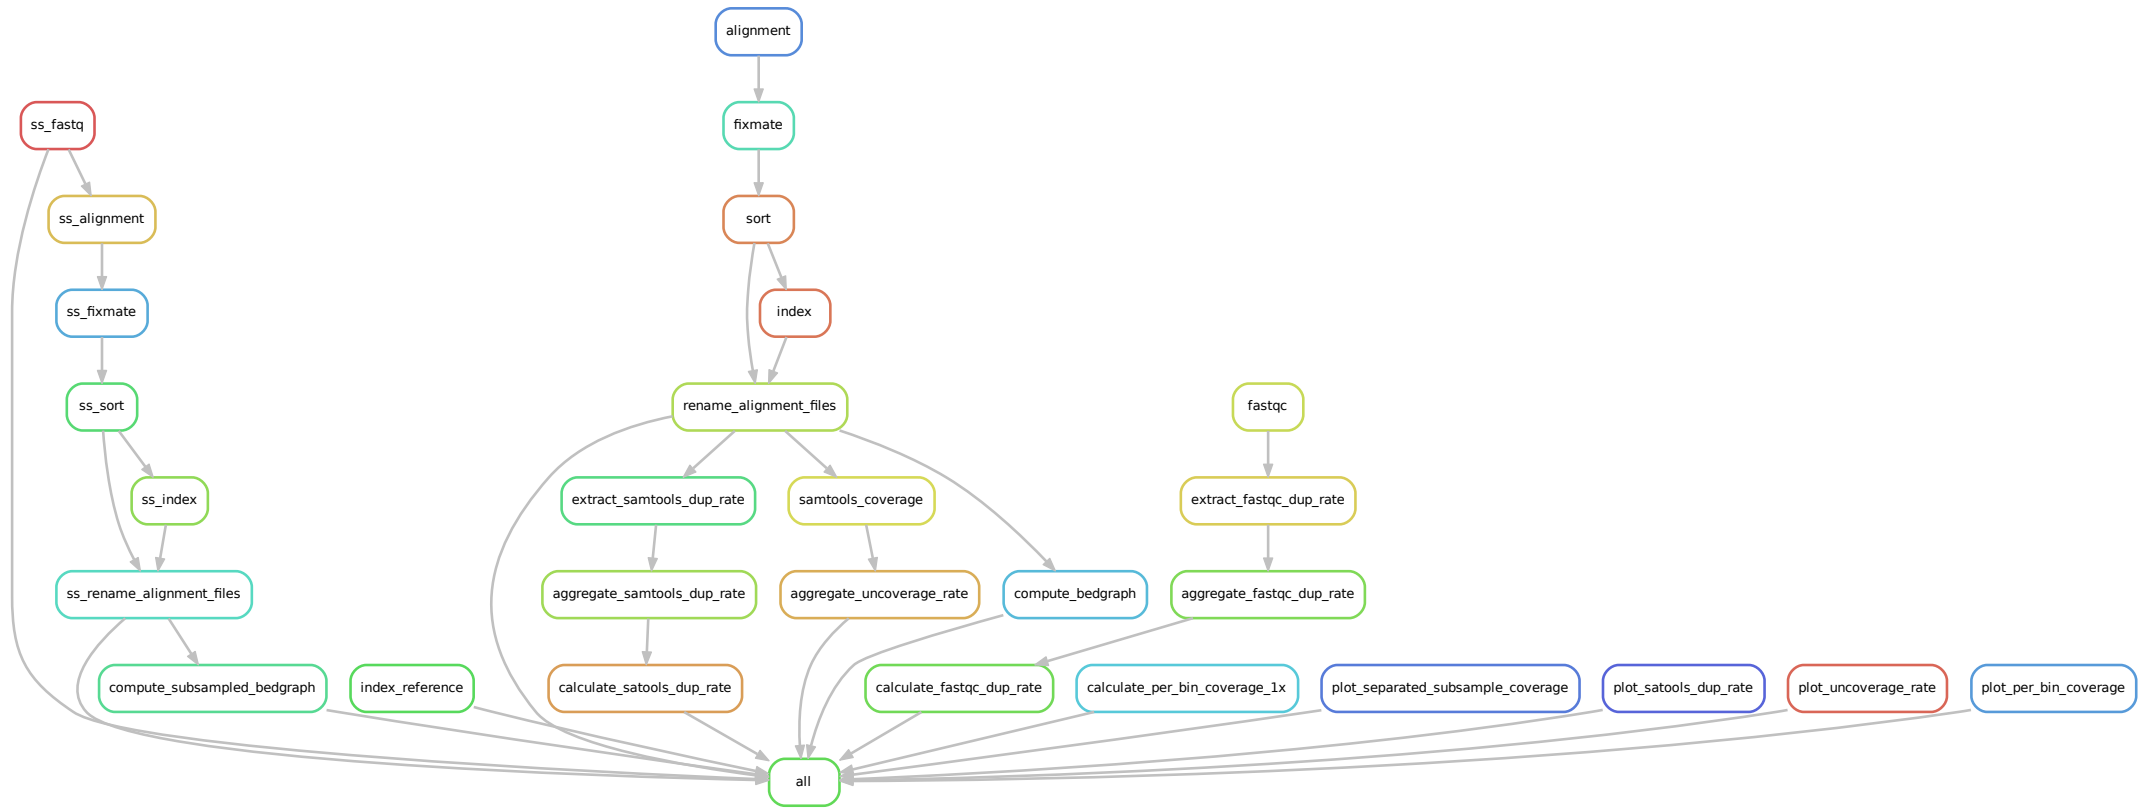 alignment
ss_fastq
fixmate
ss_alignment
sort
ss_fixmate
index
ss_sort
rename_alignment_files
fastqc
ss_index
extract_samtools_dup_rate
samtools_coverage
extract_fastqc_dup_rate
ss_rename_alignment_files
aggregate_samtools_dup_rate
aggregate_uncoverage_rate
compute_bedgraph
aggregate_fastqc_dup_rate
compute_subsampled_bedgraph
index_reference
calculate_satools_dup_rate
calculate_fastqc_dup_rate
calculate_per_bin_coverage_1x
plot_separated_subsample_coverage
plot_satools_dup_rate
plot_uncoverage_rate
plot_per_bin_coverage
all